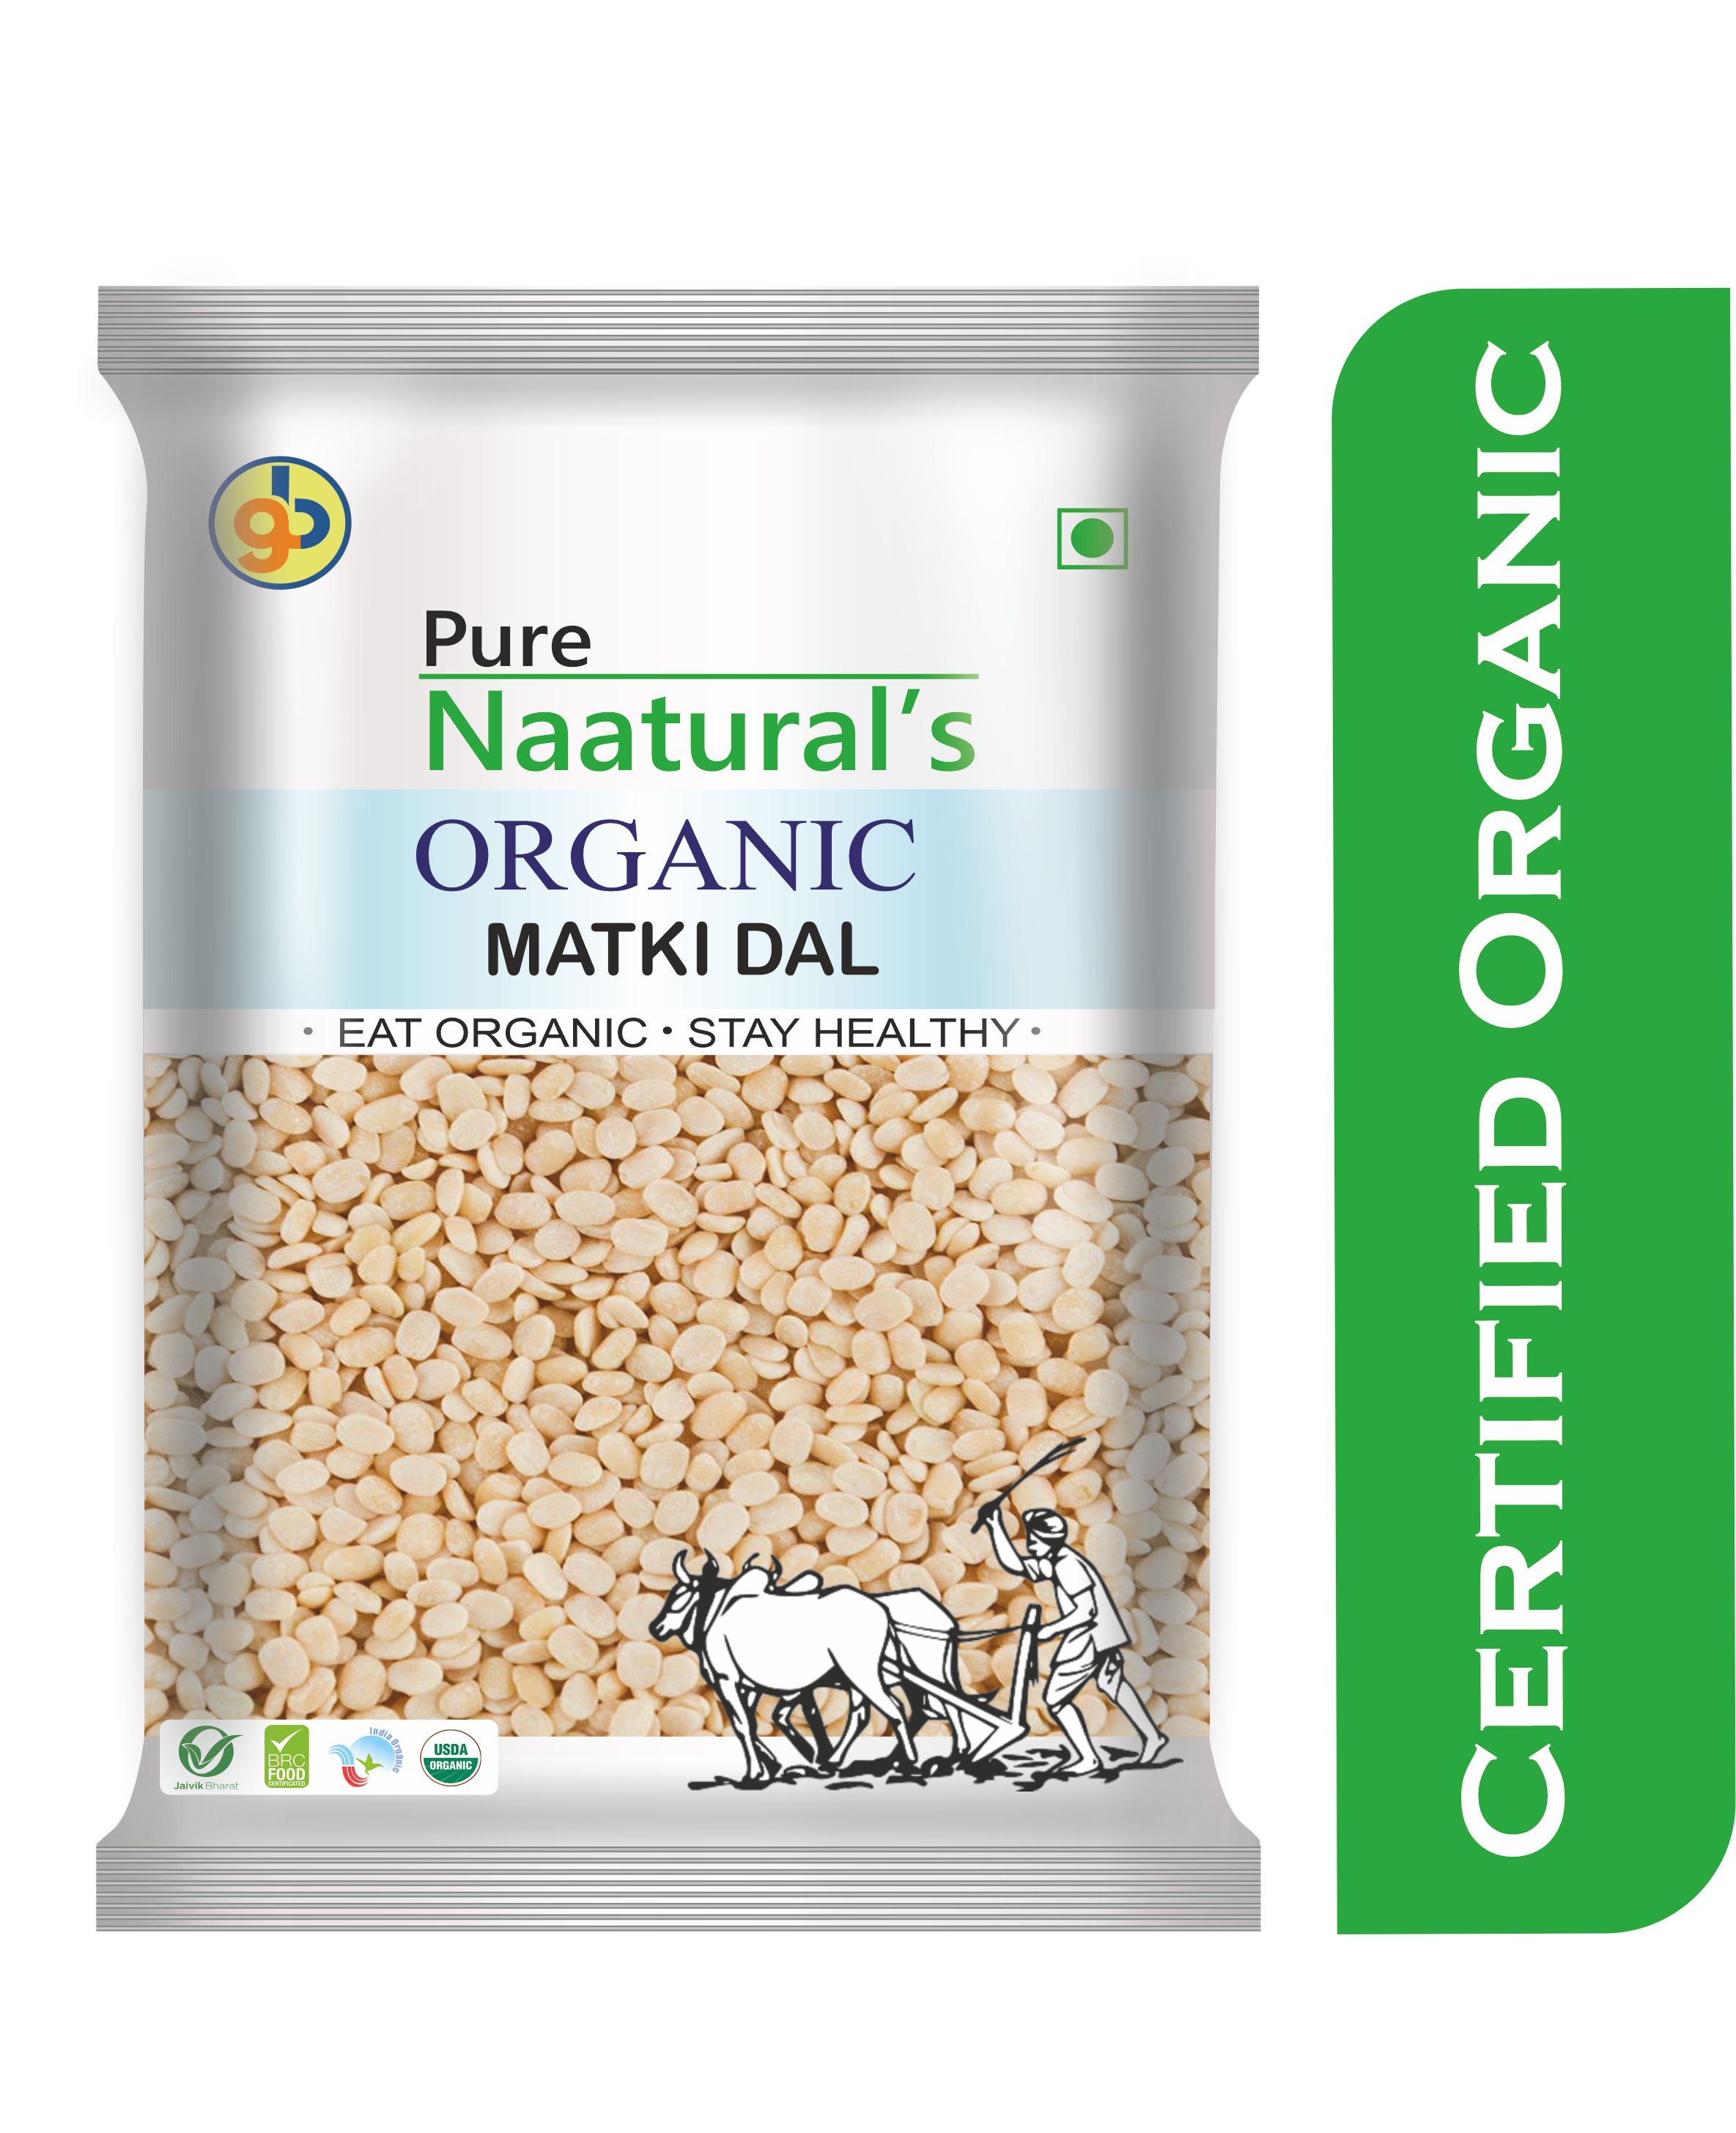 gb
Pure
Naatural's
ORGANIC
MATKI DAL
• EAT ORGANIC • STAY HEALTHY •
Jaivik Bharat
BRC
FOOD
CERTIFICATED
India Organic
USDA
ORGANIC
CERTIFIED ORGANIC